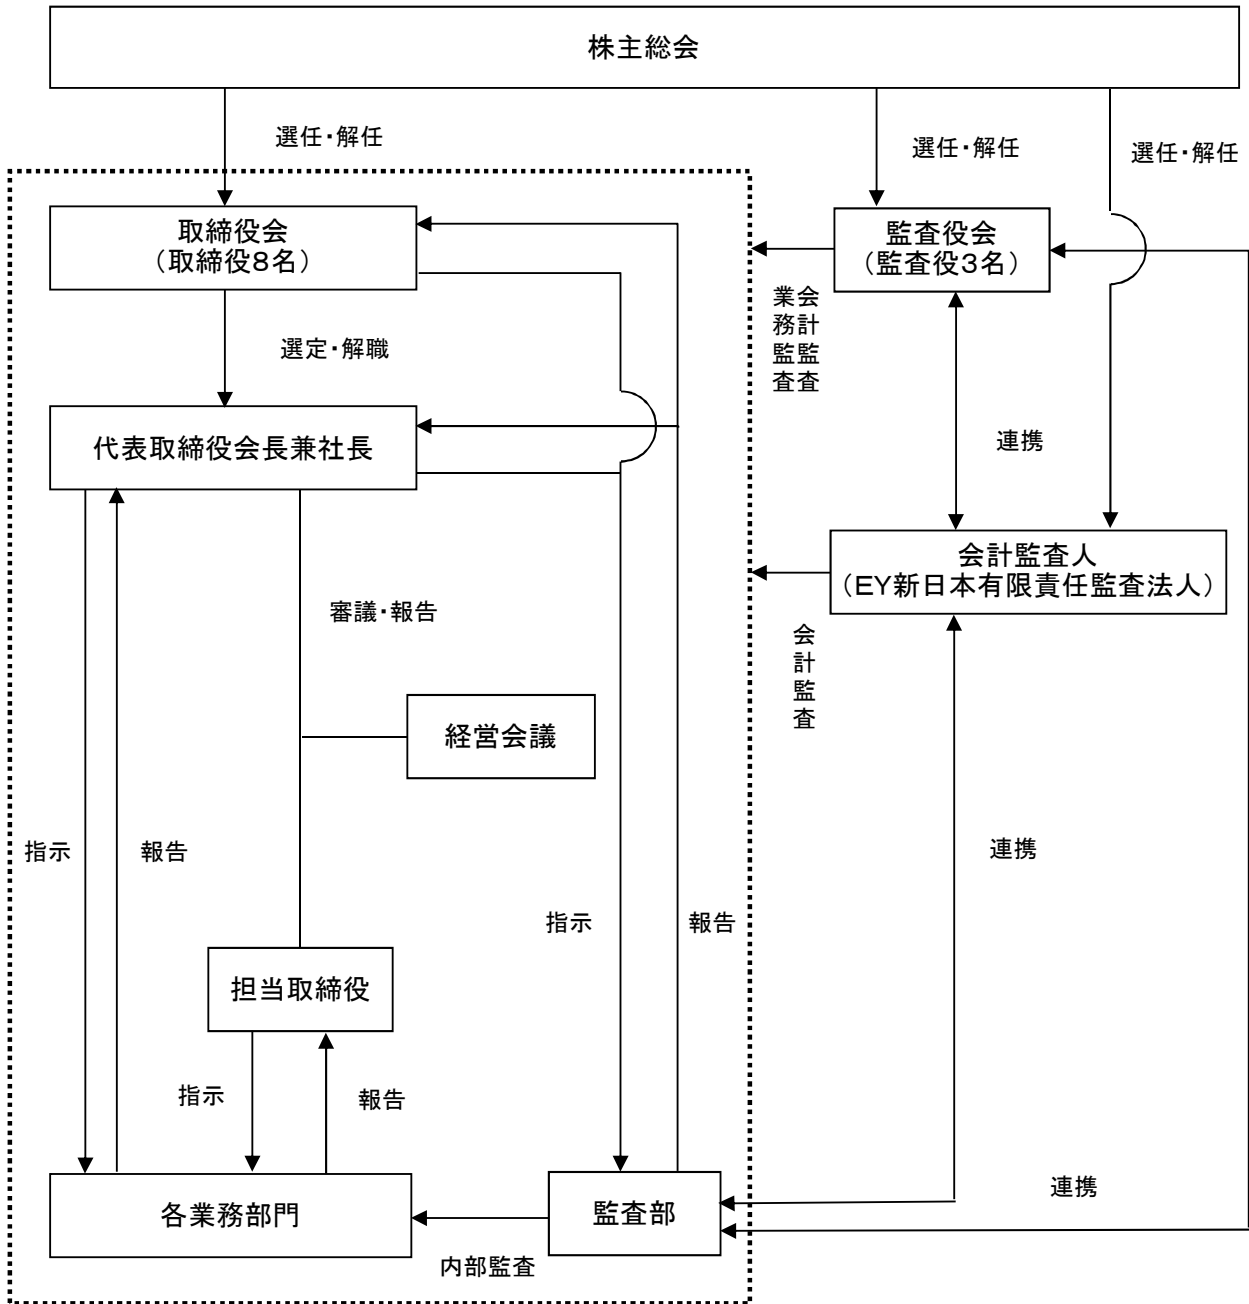 株主総会
選任・解任
選任・解任
選任・解任
取締役会
（取締役8名）
監査役会
（監査役3名）
業務監査
会計監査
選定・解職
代表取締役会長兼社長
連携
会計監査人
（EY新日本有限責任監査法人）
審議・報告
会計監査
経営会議
指示
報告
連携
指示
報告
担当取締役
指示
報告
連携
各業務部門
監査部
内部監査